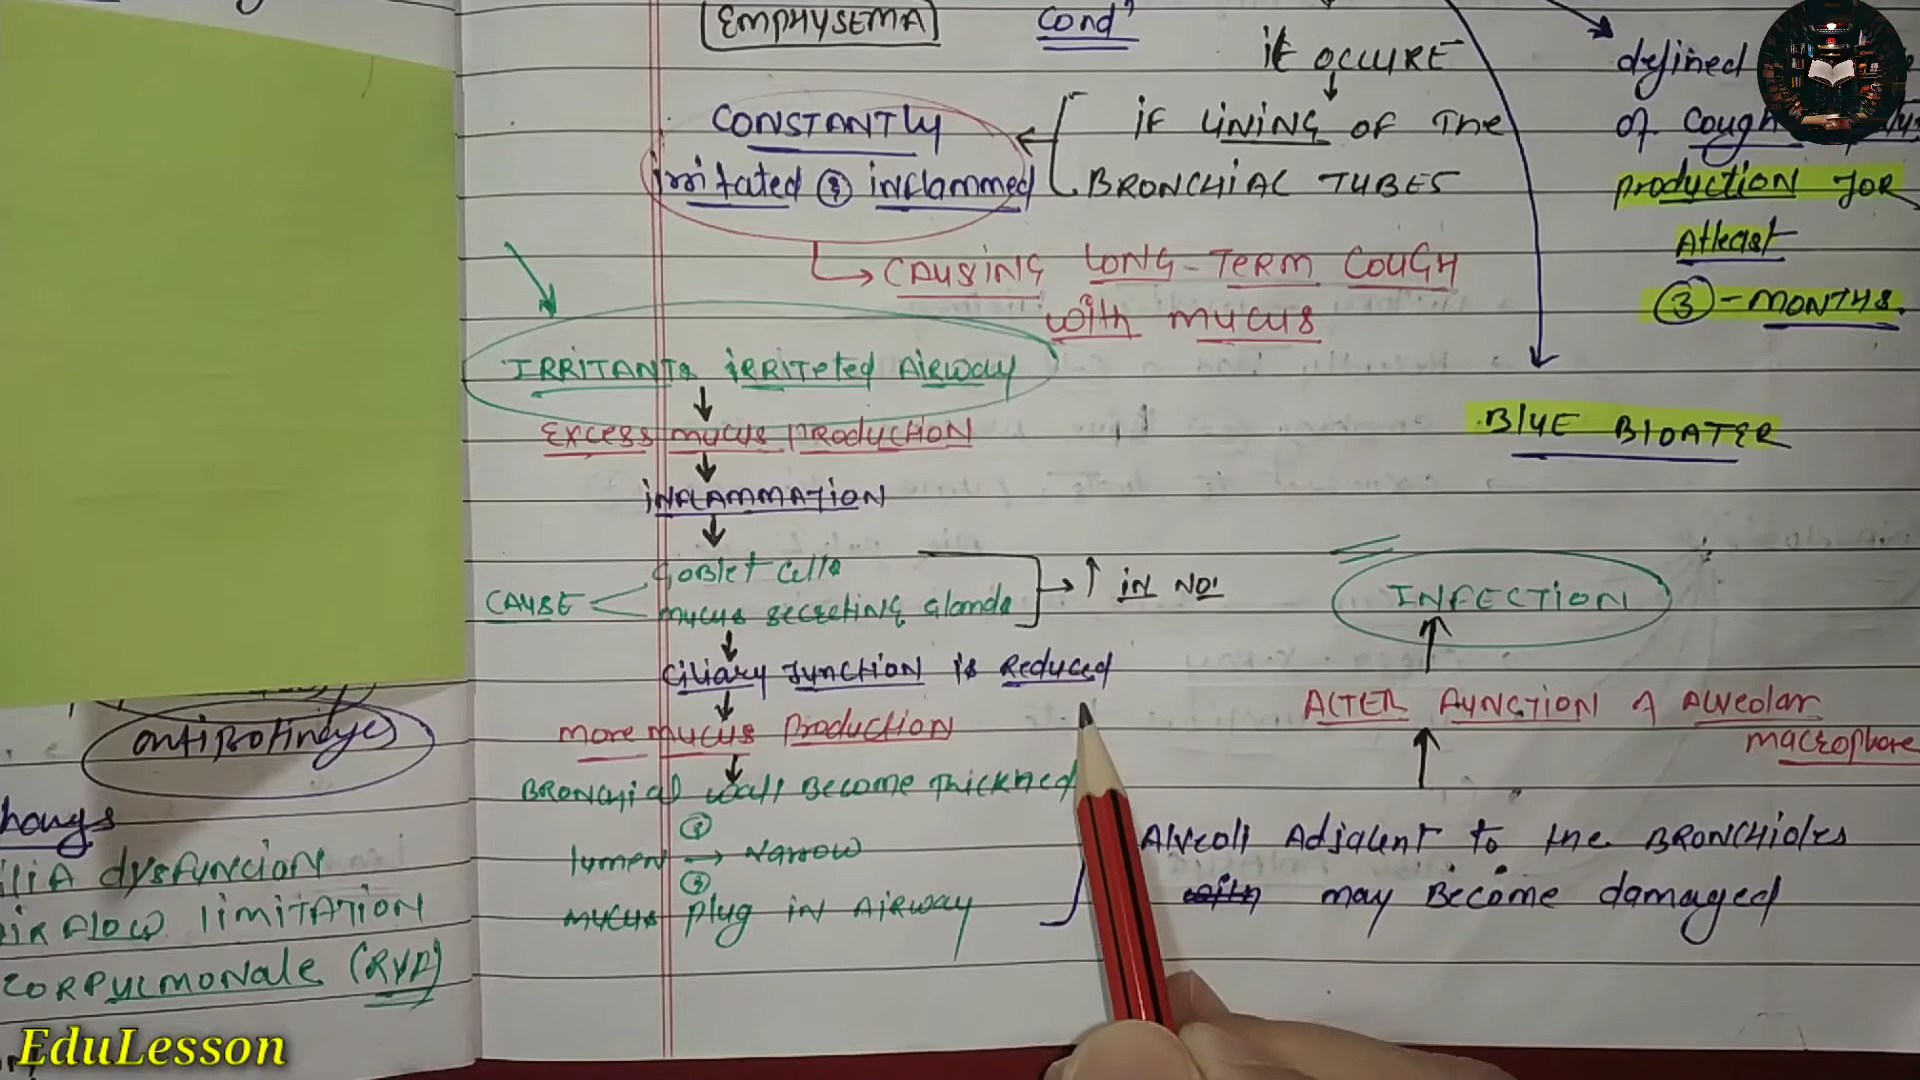 EMPHYSEMA
Cond'
it OCCURE
IF LINING OF THE
BRONCHIAL TUBES
CONSTANTLY
irritated & inflammed
CAUSING LONG-TERM COUGH
with mucus
defined
of Cough
production for
Atleast
③-MONTHS.
IRRITANTs iRRiTeted Airway
EXCESS mucus PRODUCTION
INFLAMMATION
CAUSE
Goblet cells
mucus secreting glands
↑ in NO!
Ciliary function is Reduced
More mucus production
BRONCHial wall Become Thickned
&
lumen → Narrow
&
mucus plug in Airway
BlUE BlOATER
INFECTION
ALTER FUNCTION of Alveolar
macrophare
Alveoli Adjacent to the BRONCHIOles
may Become damaged
hangs
iliA dysfuncion
air flow limitation
CORPULMONale (RVF)
EduLesson